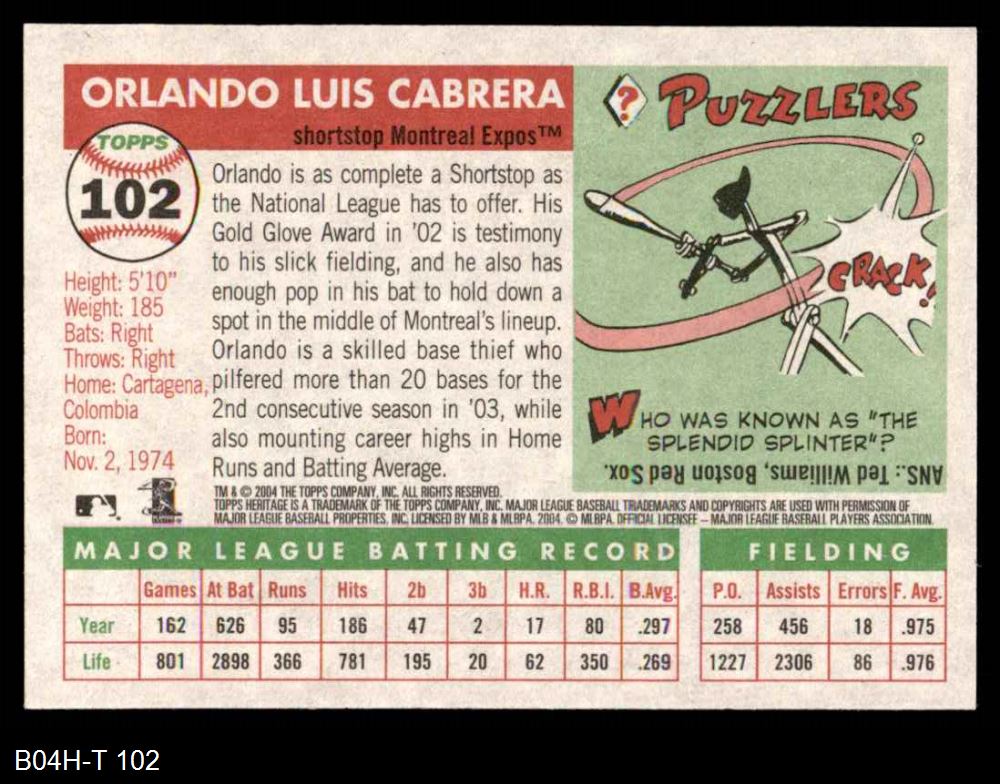 ORLANDO LUIS CABRERA
shortstop Montreal Expos™
TOPPS
102
Orlando is as complete a Shortstop as
the National League has to offer. His
Gold Glove Award in '02 is testimony
to his slick fielding, and he also has
enough pop in his bat to hold down a
spot in the middle of Montreal's lineup.
Orlando is a skilled base thief who
pilfered more than 20 bases for the
2nd consecutive season in '03, while
also mounting career highs in Home
Runs and Batting Average.
Height: 5'10"
Weight: 185
Bats: Right
Throws: Right
Home: Cartagena,
Colombia
Born:
Nov. 2, 1974
? PUZZLERS
CRACK!
WHO WAS KNOWN AS "THE
SPLENDID SPLINTER"?
ANS.: Ted Williams, Boston Red Sox.
TM & © 2004 THE TOPPS COMPANY, INC. ALL RIGHTS RESERVED.
TOPPS HERITAGE IS A TRADEMARK OF THE TOPPS COMPANY, INC. MAJOR LEAGUE BASEBALL TRADEMARKS AND COPYRIGHTS ARE USED WITH PERMISSION OF
MAJOR LEAGUE BASEBALL PROPERTIES, INC. LICENSED BY MLB & MLBPA. 2004. © MLBPA. OFFICIAL LICENSEE – MAJOR LEAGUE BASEBALL PLAYERS ASSOCIATION.
MAJOR LEAGUE BATTING RECORD
Games At Bat Runs Hits 2b 3b H.R. R.B.I. B.Avg.
Year 162 626 95 186 47 2 17 80 .297
Life 801 2898 366 781 195 20 62 350 .269
FIELDING
P.O. Assists Errors F. Avg.
258 456 18 .975
1227 2306 86 .976
B04H-T 102